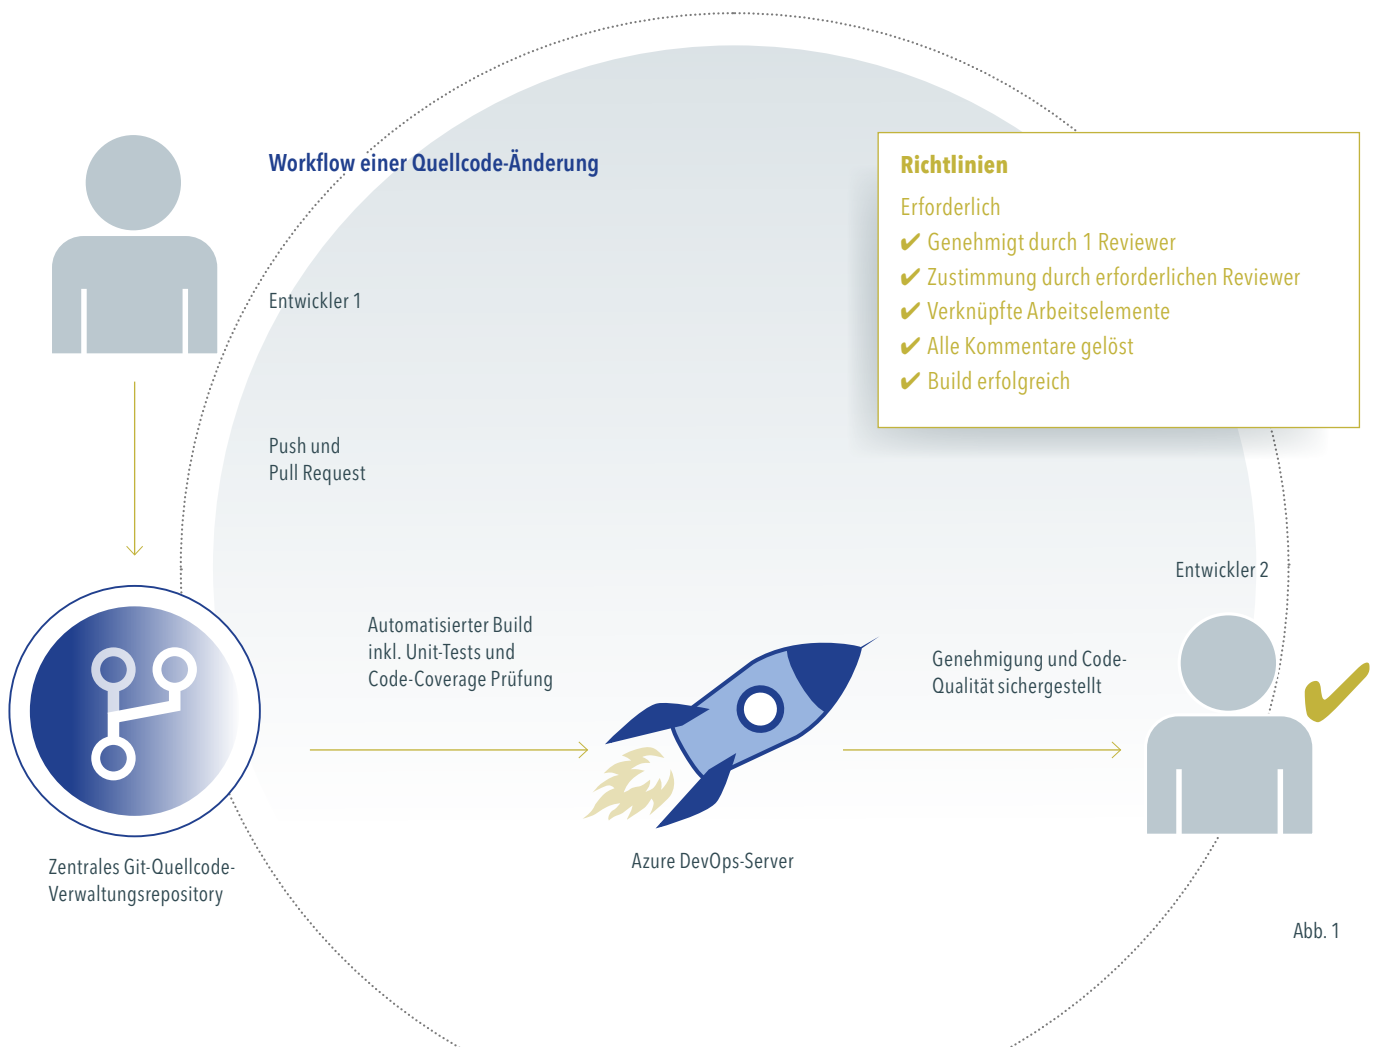 Workflow einer Quellcode-Änderung
Richtlinien
Erforderlich
✔ Genehmigt durch 1 Reviewer
✔ Zustimmung durch erforderlichen Reviewer
✔ Verknüpfte Arbeitselemente
✔ Alle Kommentare gelöst
✔ Build erfolgreich
Entwickler 1
Push und
Pull Request
Entwickler 2
Automatisierter Build
inkl. Unit-Tests und
Code-Coverage Prüfung
Genehmigung und Code-
Qualität sichergestellt
Zentrales Git-Quellcode-
Verwaltungsrepository
Azure DevOps-Server
Abb. 1